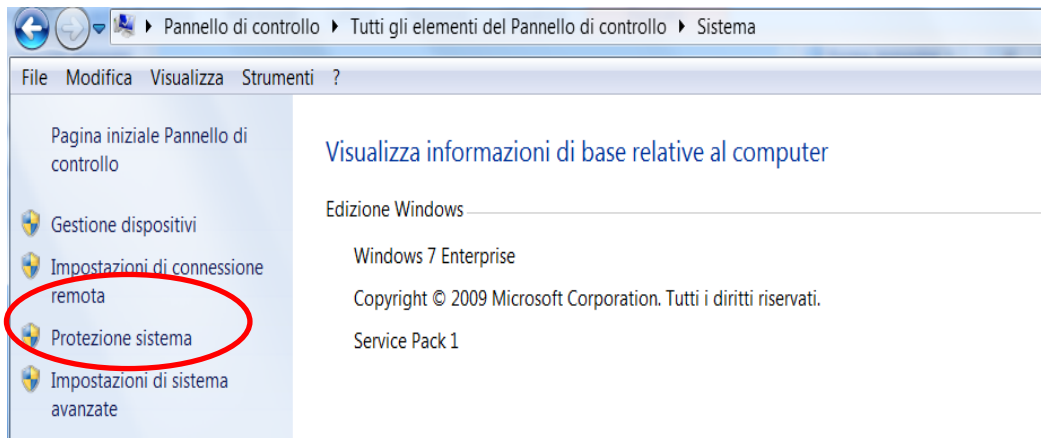 Pannello di controllo ▸ Tutti gli elementi del Pannello di controllo ▸ Sistema
File Modifica Visualizza Strumenti ?
Pagina iniziale Pannello di
controllo
Gestione dispositivi
Impostazioni di connessione
remota
Protezione sistema
Impostazioni di sistema
avanzate
Visualizza informazioni di base relative al computer
Edizione Windows
Windows 7 Enterprise
Copyright © 2009 Microsoft Corporation. Tutti i diritti riservati.
Service Pack 1